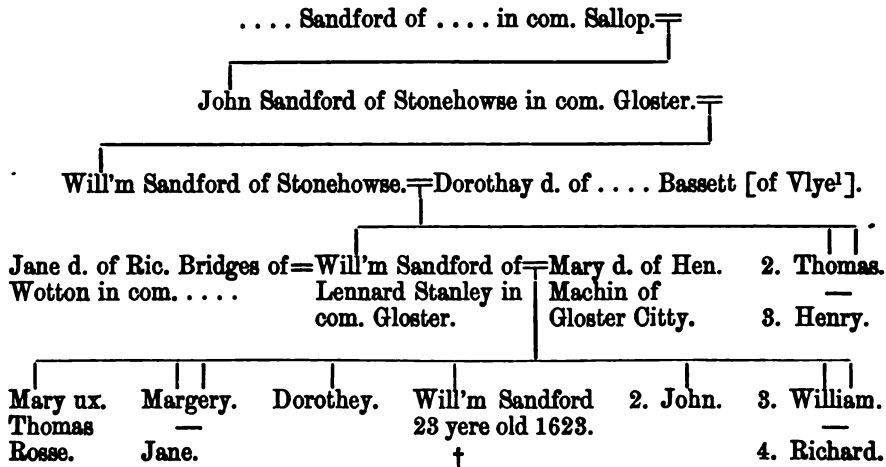 .... Sandford of .... in com. Sallop.
John Sandford of Stonehowse in com. Gloster.
Will'm Sandford of Stonehowse. Dorothay d. of .... Bassett [of Vlye¹].
Jane d. of Ric. Bridges of Wotton in com. ....
Will'm Sandford of Lennard Stanley in com. Gloster.
Mary d. of Hen. Machin of Gloster Citty.
2. Thomas.
—
3. Henry.
Mary ux. Thomas Rosse.
Margery.
—
Jane.
Dorothey.
Will'm Sandford
23 yere old 1623.
†
2. John.
3. William.
—
4. Richard.